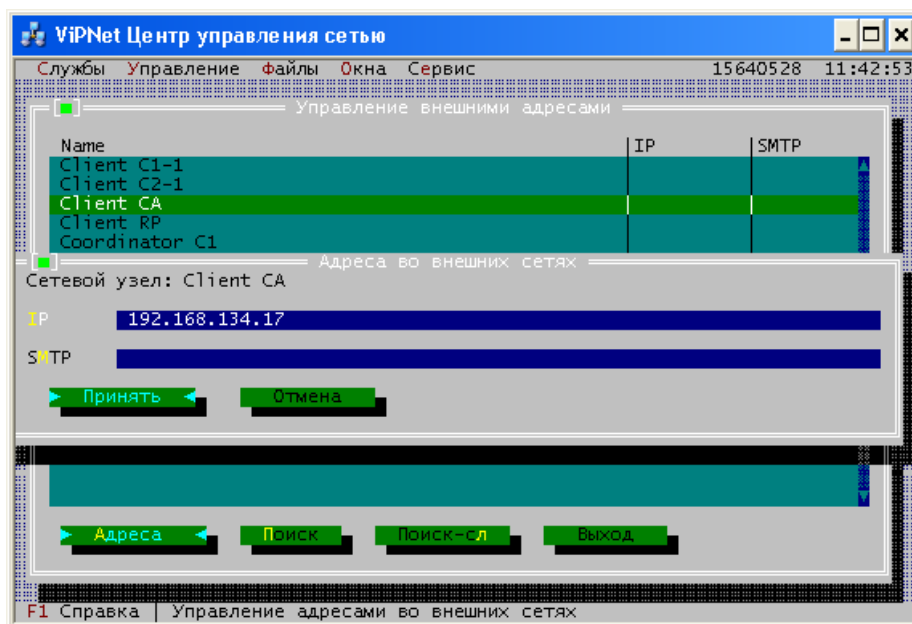 ViPNet Центр управления сетью
Службы Управление Файлы Окна Сервис 15640528 11:42:53
Управление внешними адресами
Name IP SMTP
Client C1-1
Client C2-1
Client CA
Client RP
Coordinator C1
Адреса во внешних сетях
Сетевой узел: Client CA
IP 192.168.134.17
SMTP
Принять Отмена
Адреса Поиск Поиск-сл Выход
F1 Справка | Управление адресами во внешних сетях